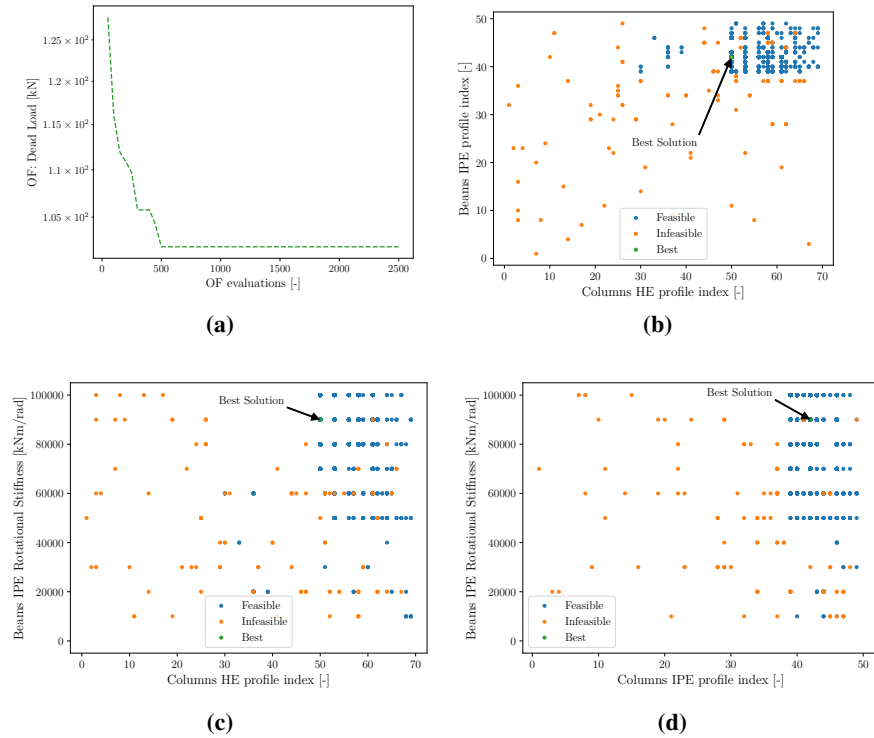 1.25 × 10²
1.2 × 10²
1.15 × 10²
1.1 × 10²
1.05 × 10²
OF: Dead Load [kN]
0 500 1000 1500 2000 2500
OF evaluations [-]
(a)
50
40
30
20
10
0
Beams IPE profile index [-]
Best Solution
Feasible
Infeasible
Best
0 10 20 30 40 50 60 70
Columns HE profile index [-]
(b)
100000
80000
60000
40000
20000
0
Beams IPE Rotational Stiffness [kNm/rad]
Best Solution
Feasible
Infeasible
Best
0 10 20 30 40 50 60 70
Columns HE profile index [-]
(c)
100000
80000
60000
40000
20000
0
Beams IPE Rotational Stiffness [kNm/rad]
Best Solution
Feasible
Infeasible
Best
0 10 20 30 40 50
Columns IPE profile index [-]
(d)